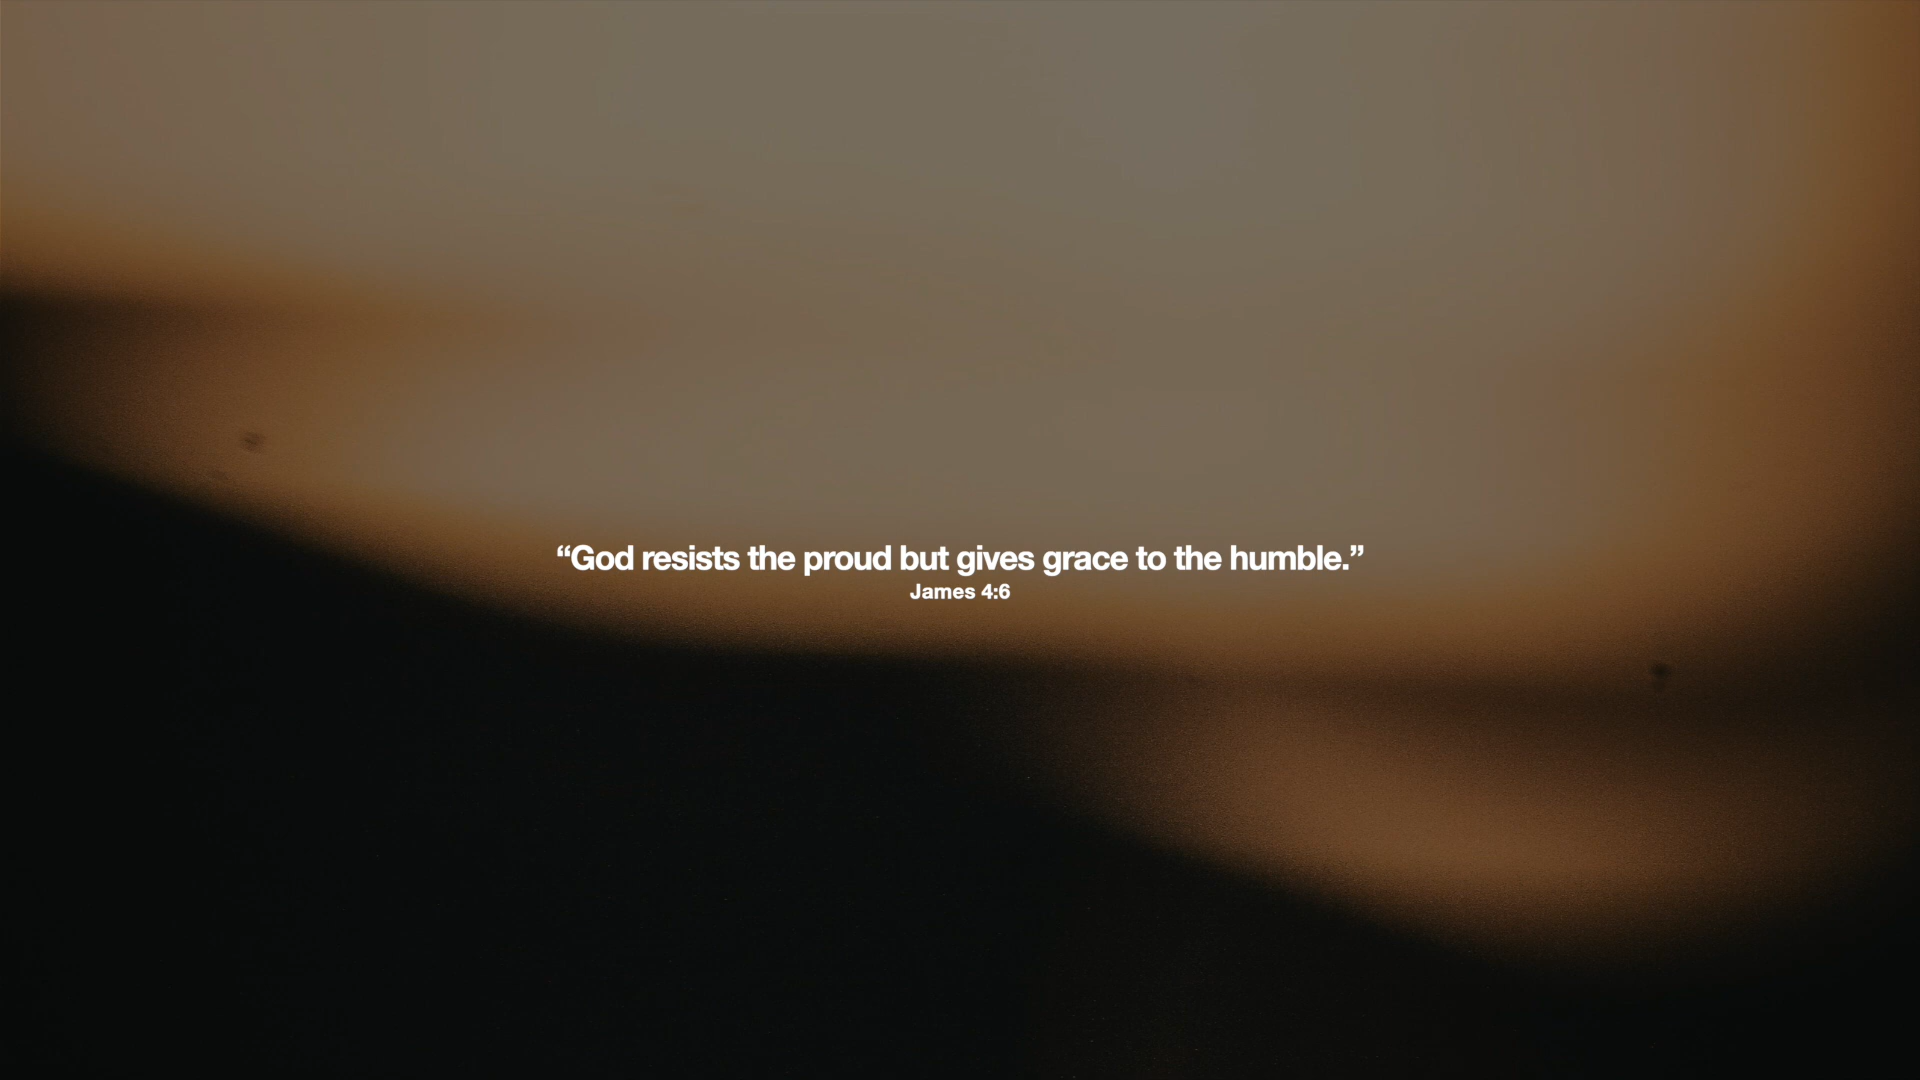 “God resists the proud but gives grace to the humble.”
James 4:6